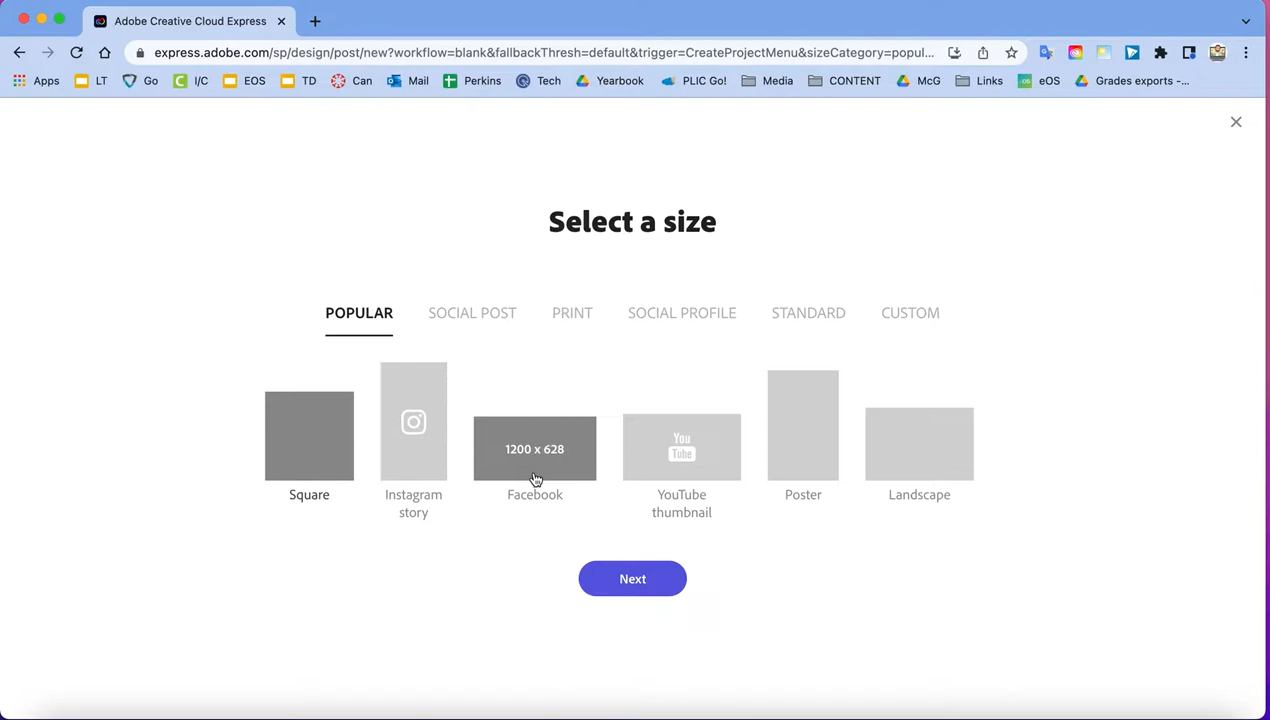 Adobe Creative Cloud Express
express.adobe.com/sp/design/post/new?workflow=blank&fallbackThresh=default&trigger=CreateProjectMenu&sizeCategory=popul...
Apps LT Go I/C EOS TD Can Mail Perkins Tech Yearbook PLIC Go! Media CONTENT McG Links eOS Grades exports -...
Select a size
POPULAR SOCIAL POST PRINT SOCIAL PROFILE STANDARD CUSTOM
1200 x 628
You
Tube
Square Instagram story Facebook YouTube thumbnail Poster Landscape
Next